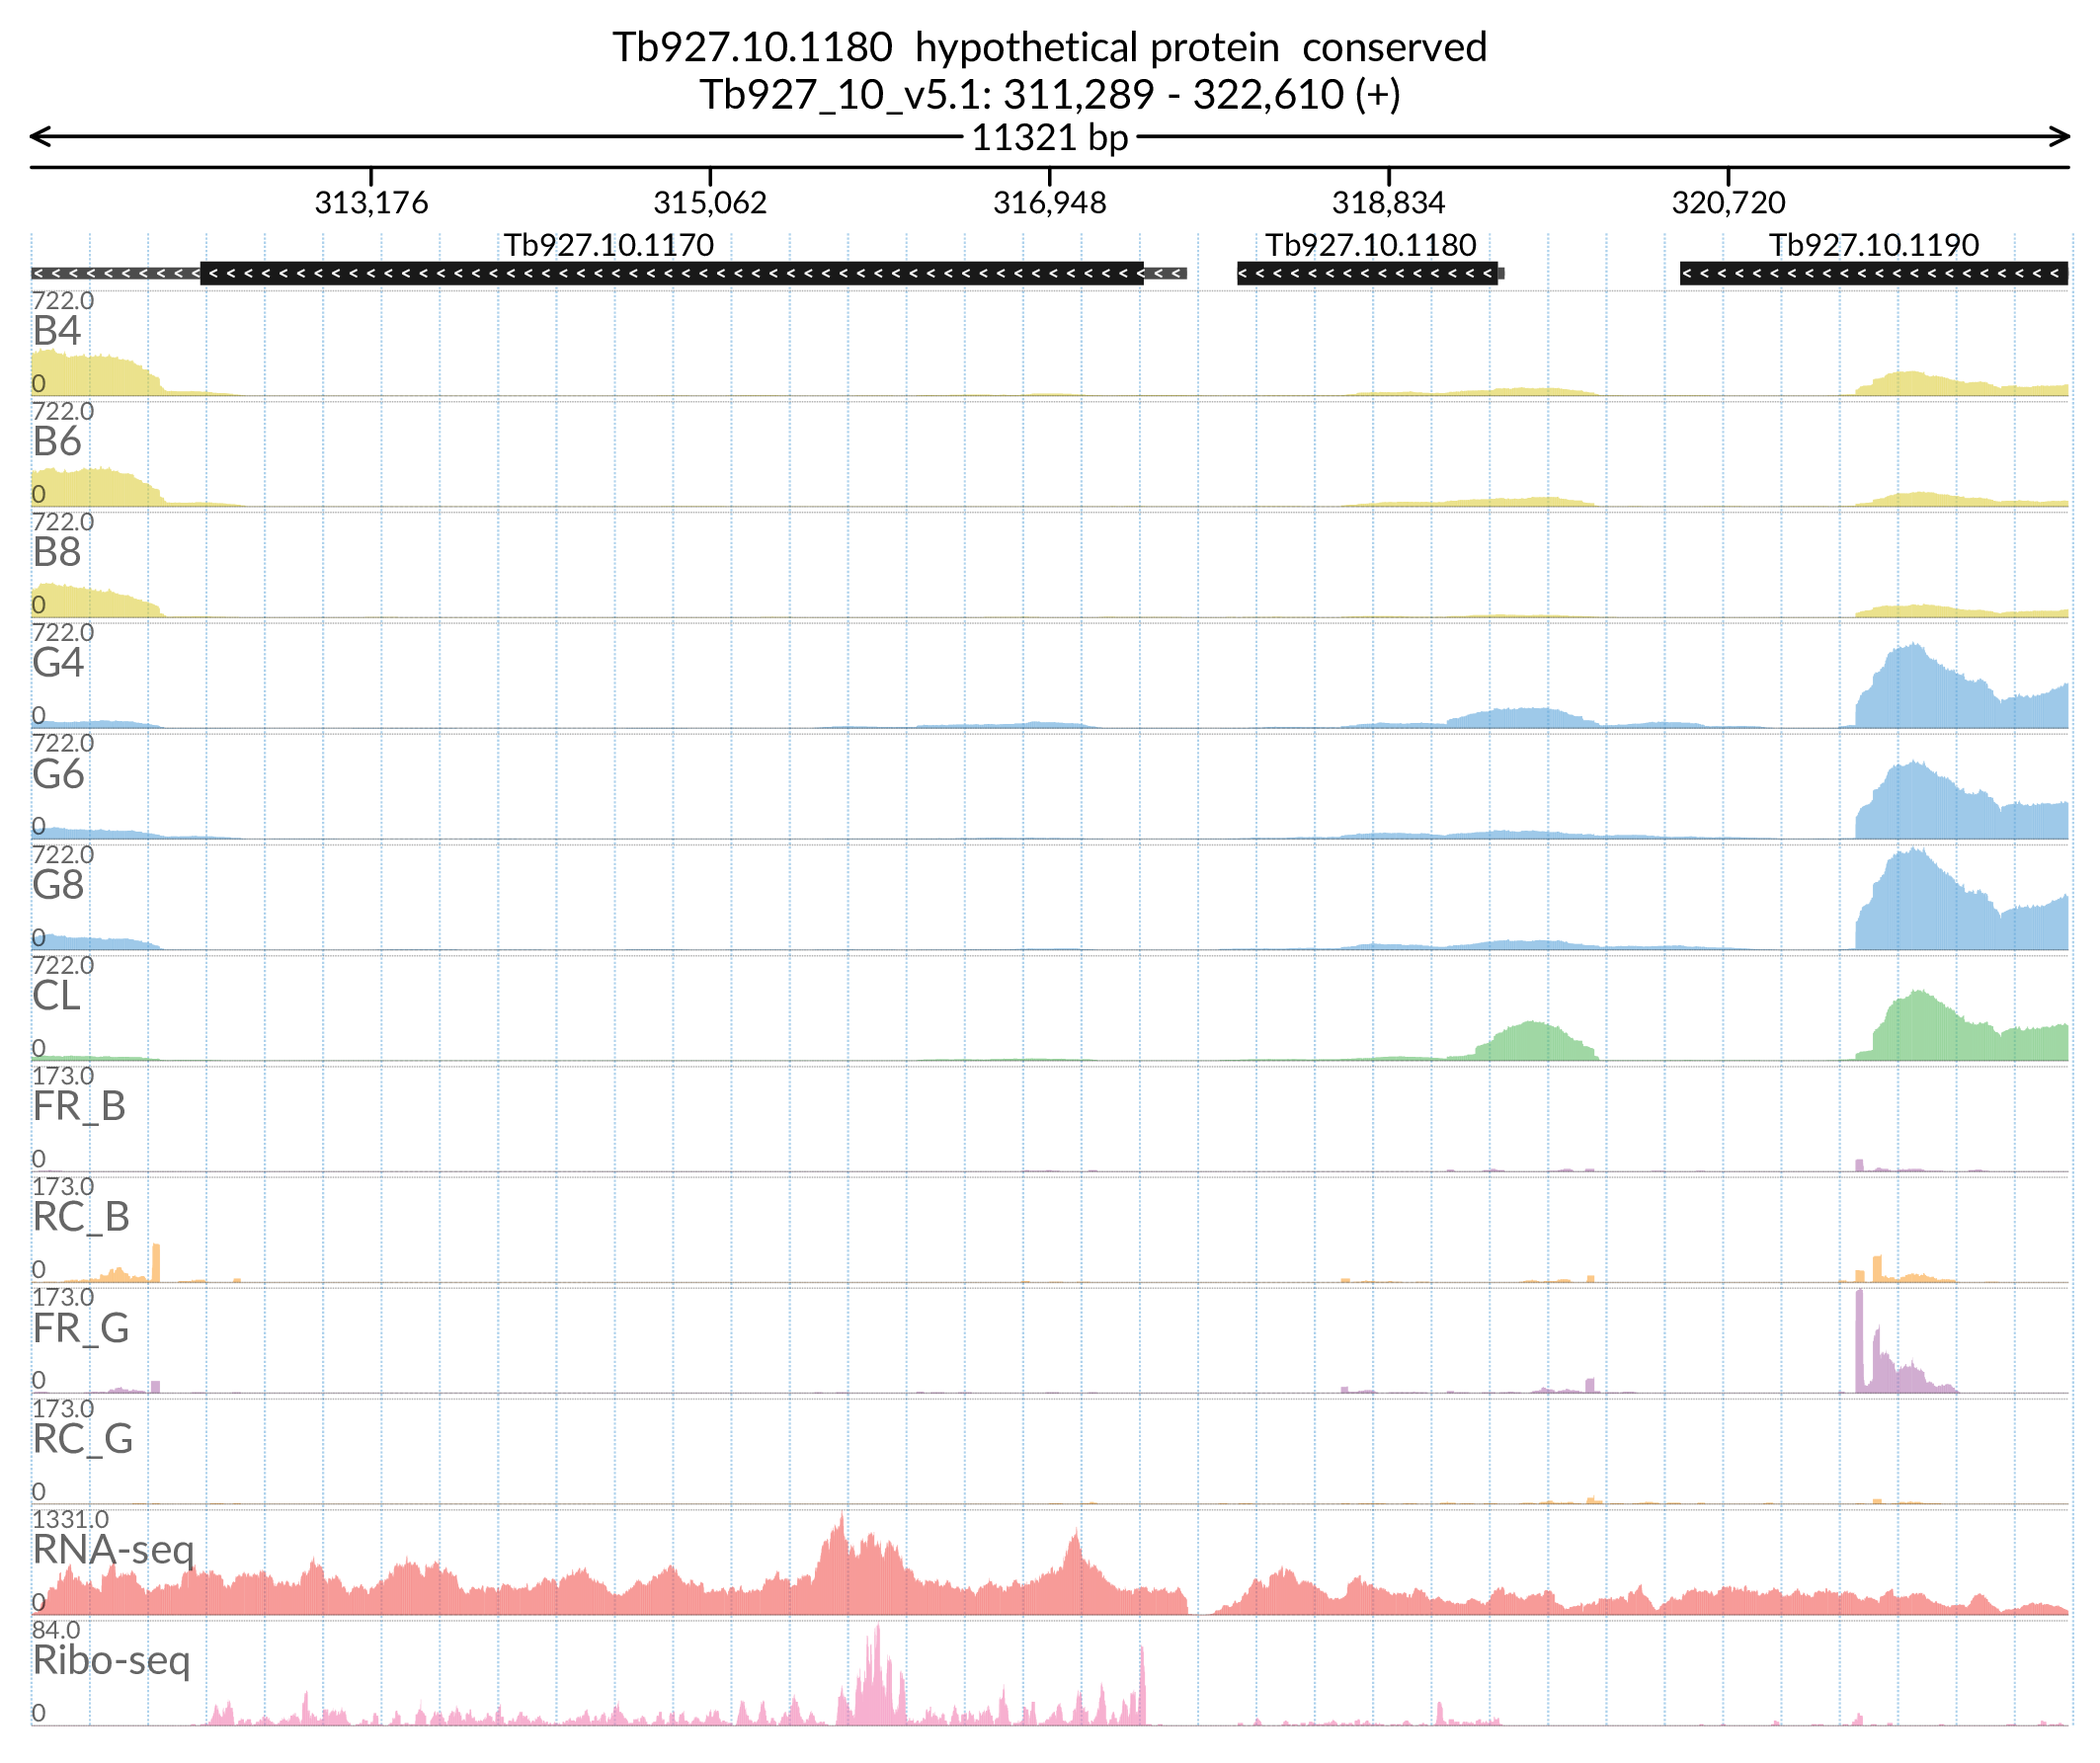 Tb927.10.1180  hypothetical protein  conserved
Tb927_10_v5.1: 311,289 - 322,610 (+)
11321 bp
313,176 315,062 316,948 318,834 320,720
Tb927.10.1170 Tb927.10.1180 Tb927.10.1190
722.0
B4
0
722.0
B6
0
722.0
B8
0
722.0
G4
0
722.0
G6
0
722.0
G8
0
722.0
CL
0
173.0
FR_B
0
173.0
RC_B
0
173.0
FR_G
0
173.0
RC_G
0
1331.0
RNA-seq
0
84.0
Ribo-seq
0